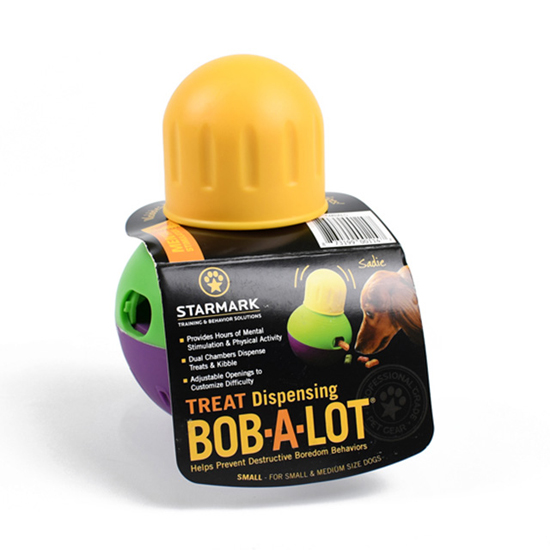 Sadie
STARMARK
TRAINING & BEHAVIOR SOLUTIONS
Provides Hours of Mental
Stimulation & Physical Activity
Dual Chambers Dispense
Treats & Kibble
Adjustable Openings to
Customize Difficulty
TREAT Dispensing
BOB-A-LOT®
Helps Prevent Destructive Boredom Behaviors
SMALL - FOR SMALL & MEDIUM SIZE DOGS